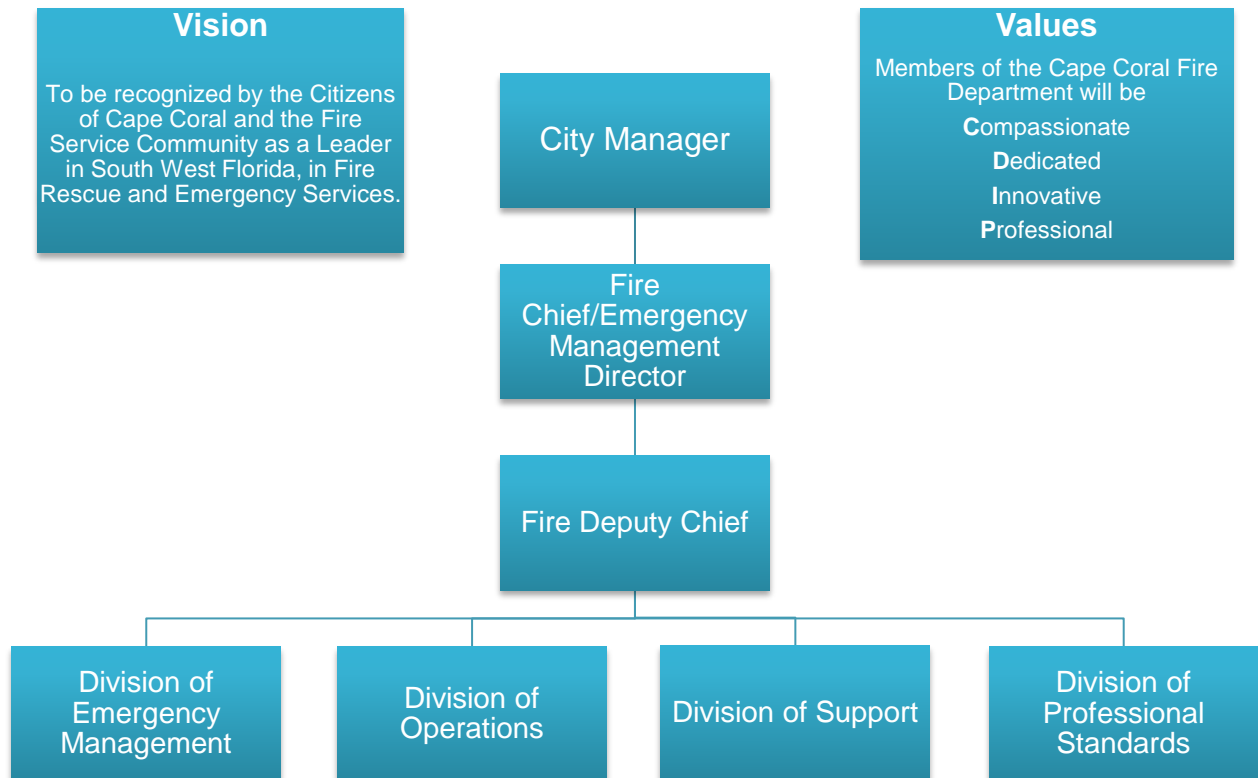 Vision
To be recognized by the Citizens
of Cape Coral and the Fire
Service Community as a Leader
in South West Florida, in Fire
Rescue and Emergency Services.
City Manager
Values
Members of the Cape Coral Fire
Department will be
Compassionate
Dedicated
Innovative
Professional
Fire
Chief/Emergency
Management
Director
Fire Deputy Chief
Division of
Emergency
Management
Division of
Operations
Division of Support
Division of
Professional
Standards